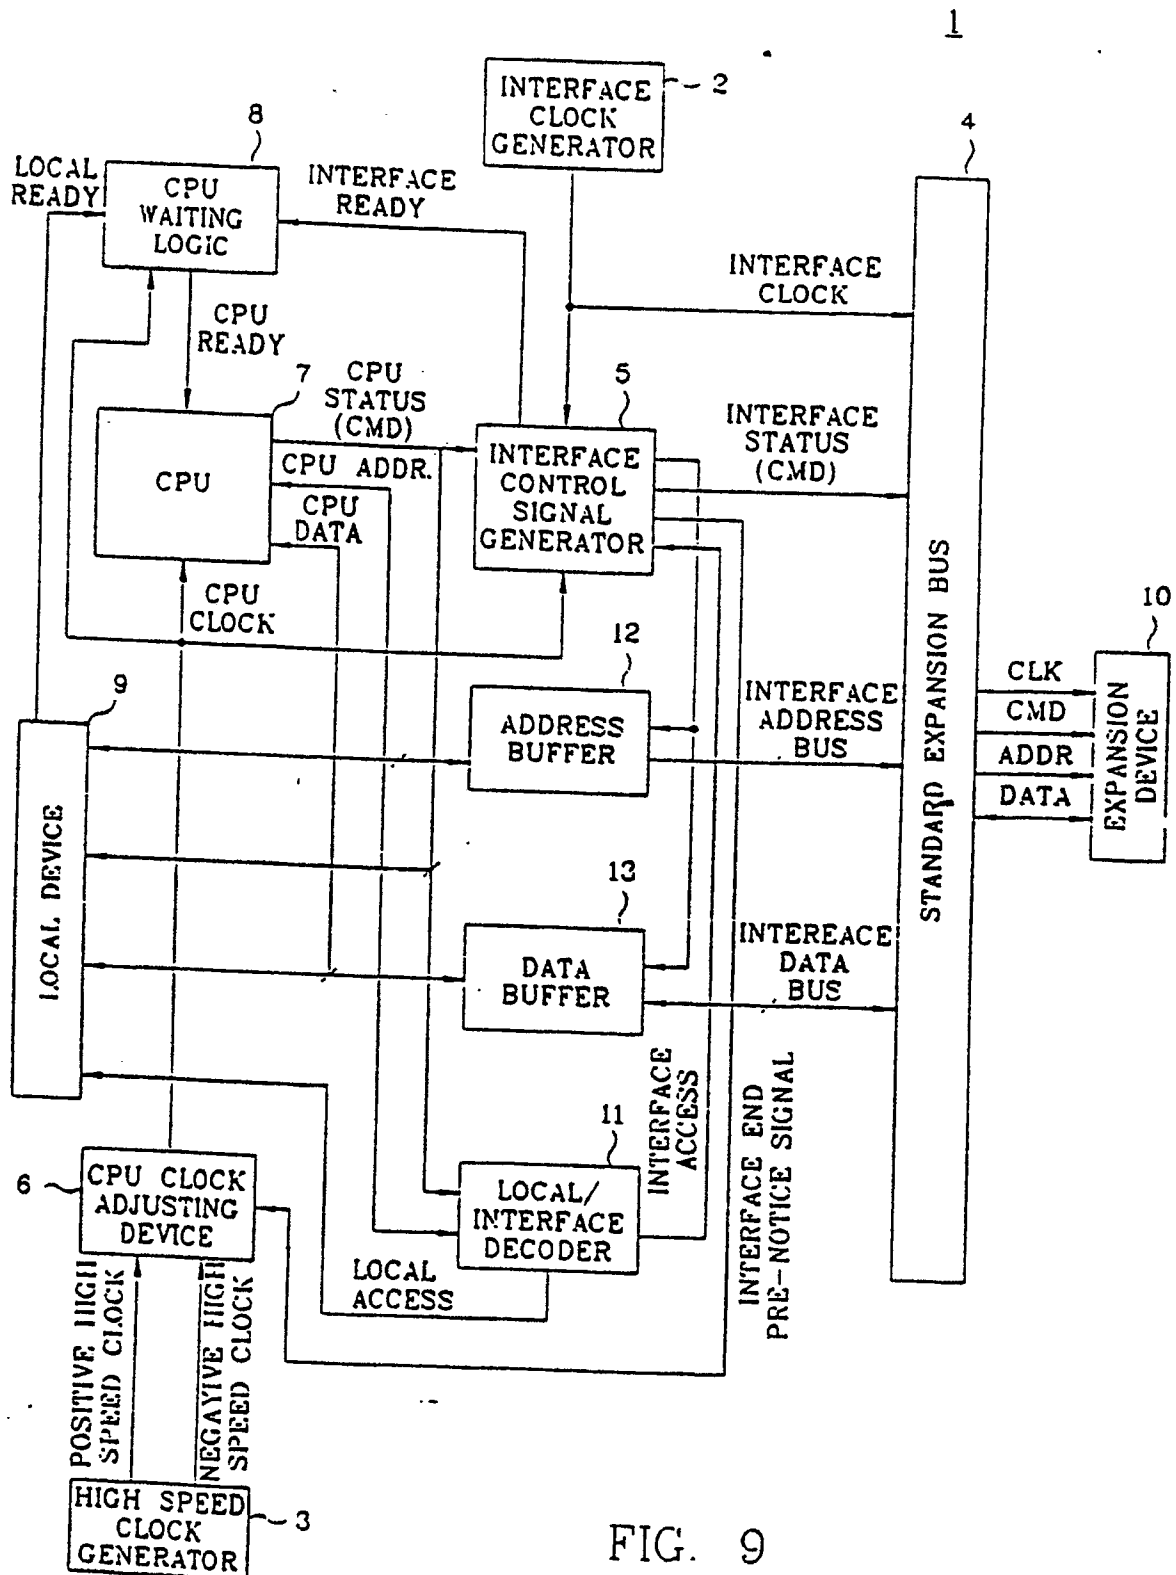 1
INTERFACE
CLOCK
GENERATOR
2
8
4
LOCAL
READY
CPU
WAITING
LOGIC
INTERFACE
READY
INTERFACE
CLOCK
CPU
READY
7
CPU
STATUS
(CMD)
5
INTERFACE
STATUS
(CMD)
CPU
CPU ADDR.
CPU
DATA
INTERFACE
CONTROL
SIGNAL
GENERATOR
CPU
CLOCK
STANDARD EXPANSION BUS
12
10
9
ADDRESS
BUFFER
INTERFACE
ADDRESS
BUS
CLK
CMD
ADDR
DATA
EXPANSION
DEVICE
LOCAL DEVICE
13
DATA
BUFFER
INTEREACE
DATA
BUS
INTERFACE
ACCESS
INTERFACE END
PRE-NOTICE SIGNAL
11
6
CPU CLOCK
ADJUSTING
DEVICE
LOCAL/
INTERFACE
DECODER
LOCAL
ACCESS
POSITIVE HIGH
SPEED CLOCK
NEGAYIVE HIGH
SPEED CLOCK
HIGH SPEED
CLOCK
GENERATOR
3
FIG. 9